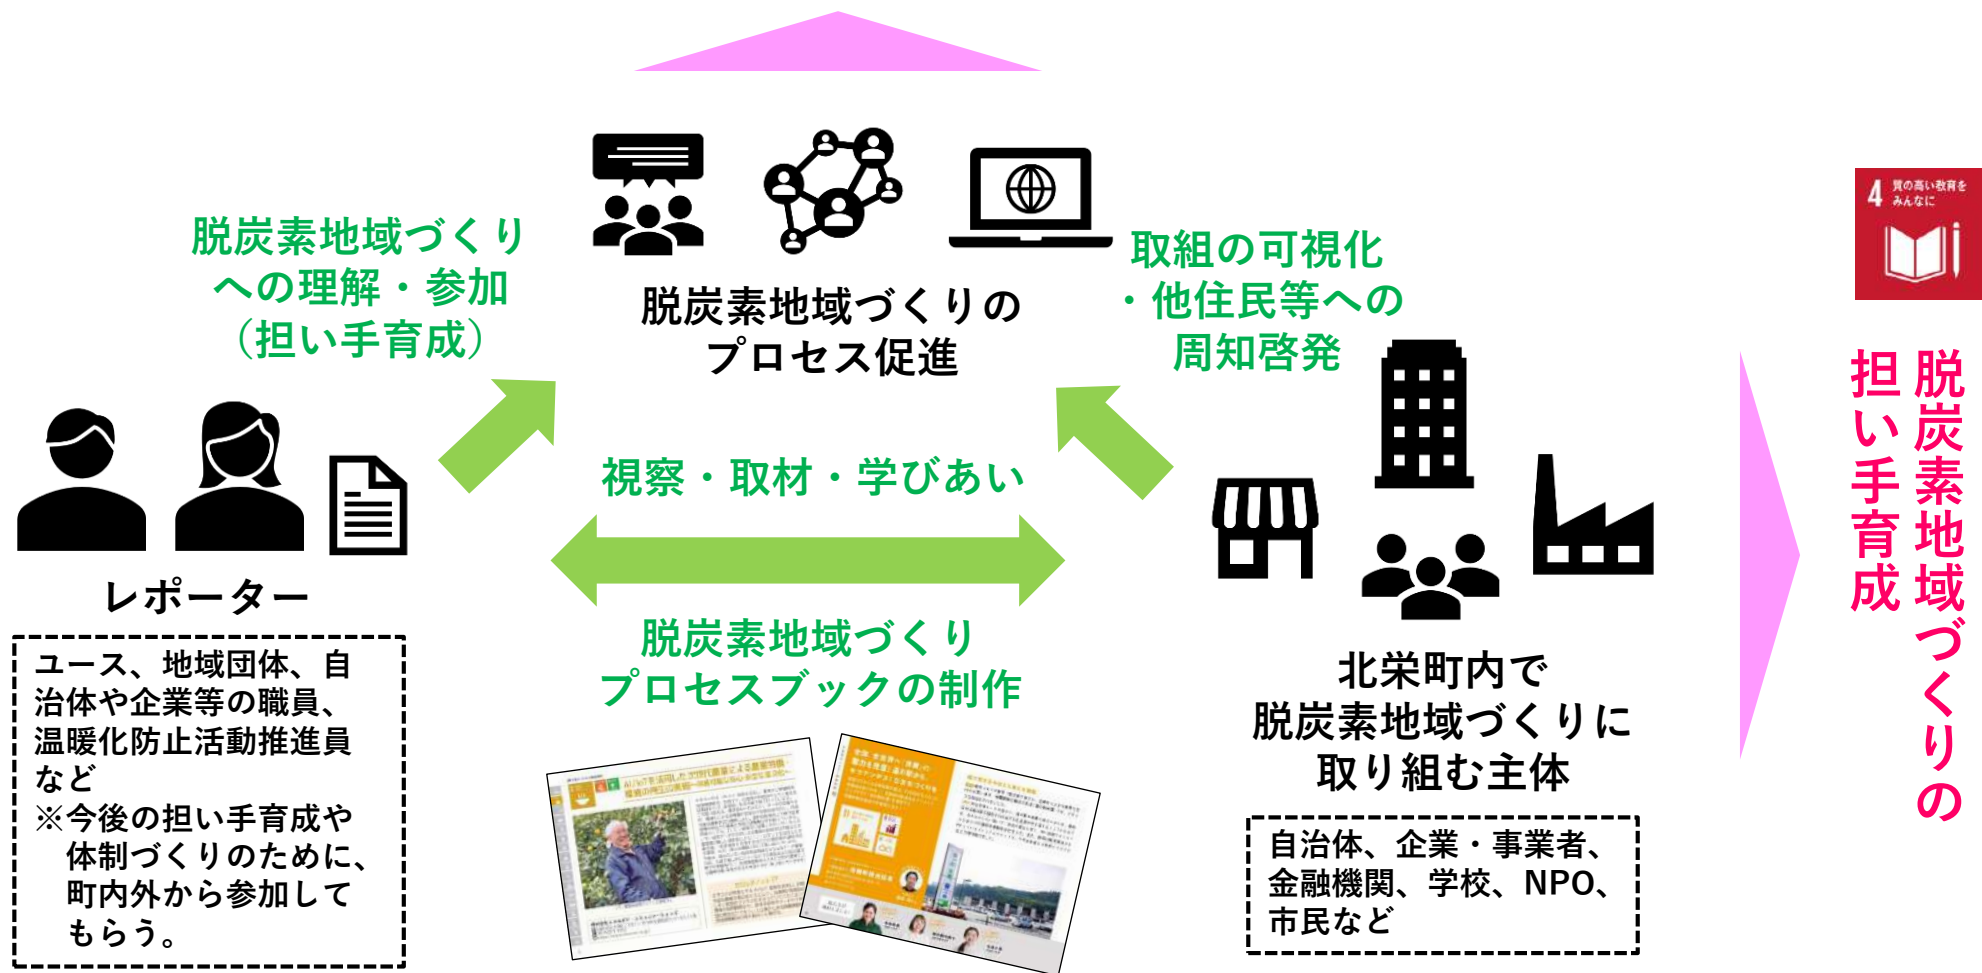 4 質の高い教育を
みんなに
脱炭素地域づくり
への理解・参加
(担い手育成)
脱炭素地域づくりの
プロセス促進
取組の可視化
・他住民等への
周知啓発
視察・取材・学びあい
脱炭素地域づくり
プロセスブックの制作
レポーター
ユース、地域団体、自
治体や企業等の職員、
温暖化防止活動推進員
など
※今後の担い手育成や
体制づくりのために、
町内外から参加して
もらう。
北栄町内で
脱炭素地域づくりに
取り組む主体
自治体、企業・事業者、
金融機関、学校、NPO、
市民など
脱炭素地域づくりの
担い手育成